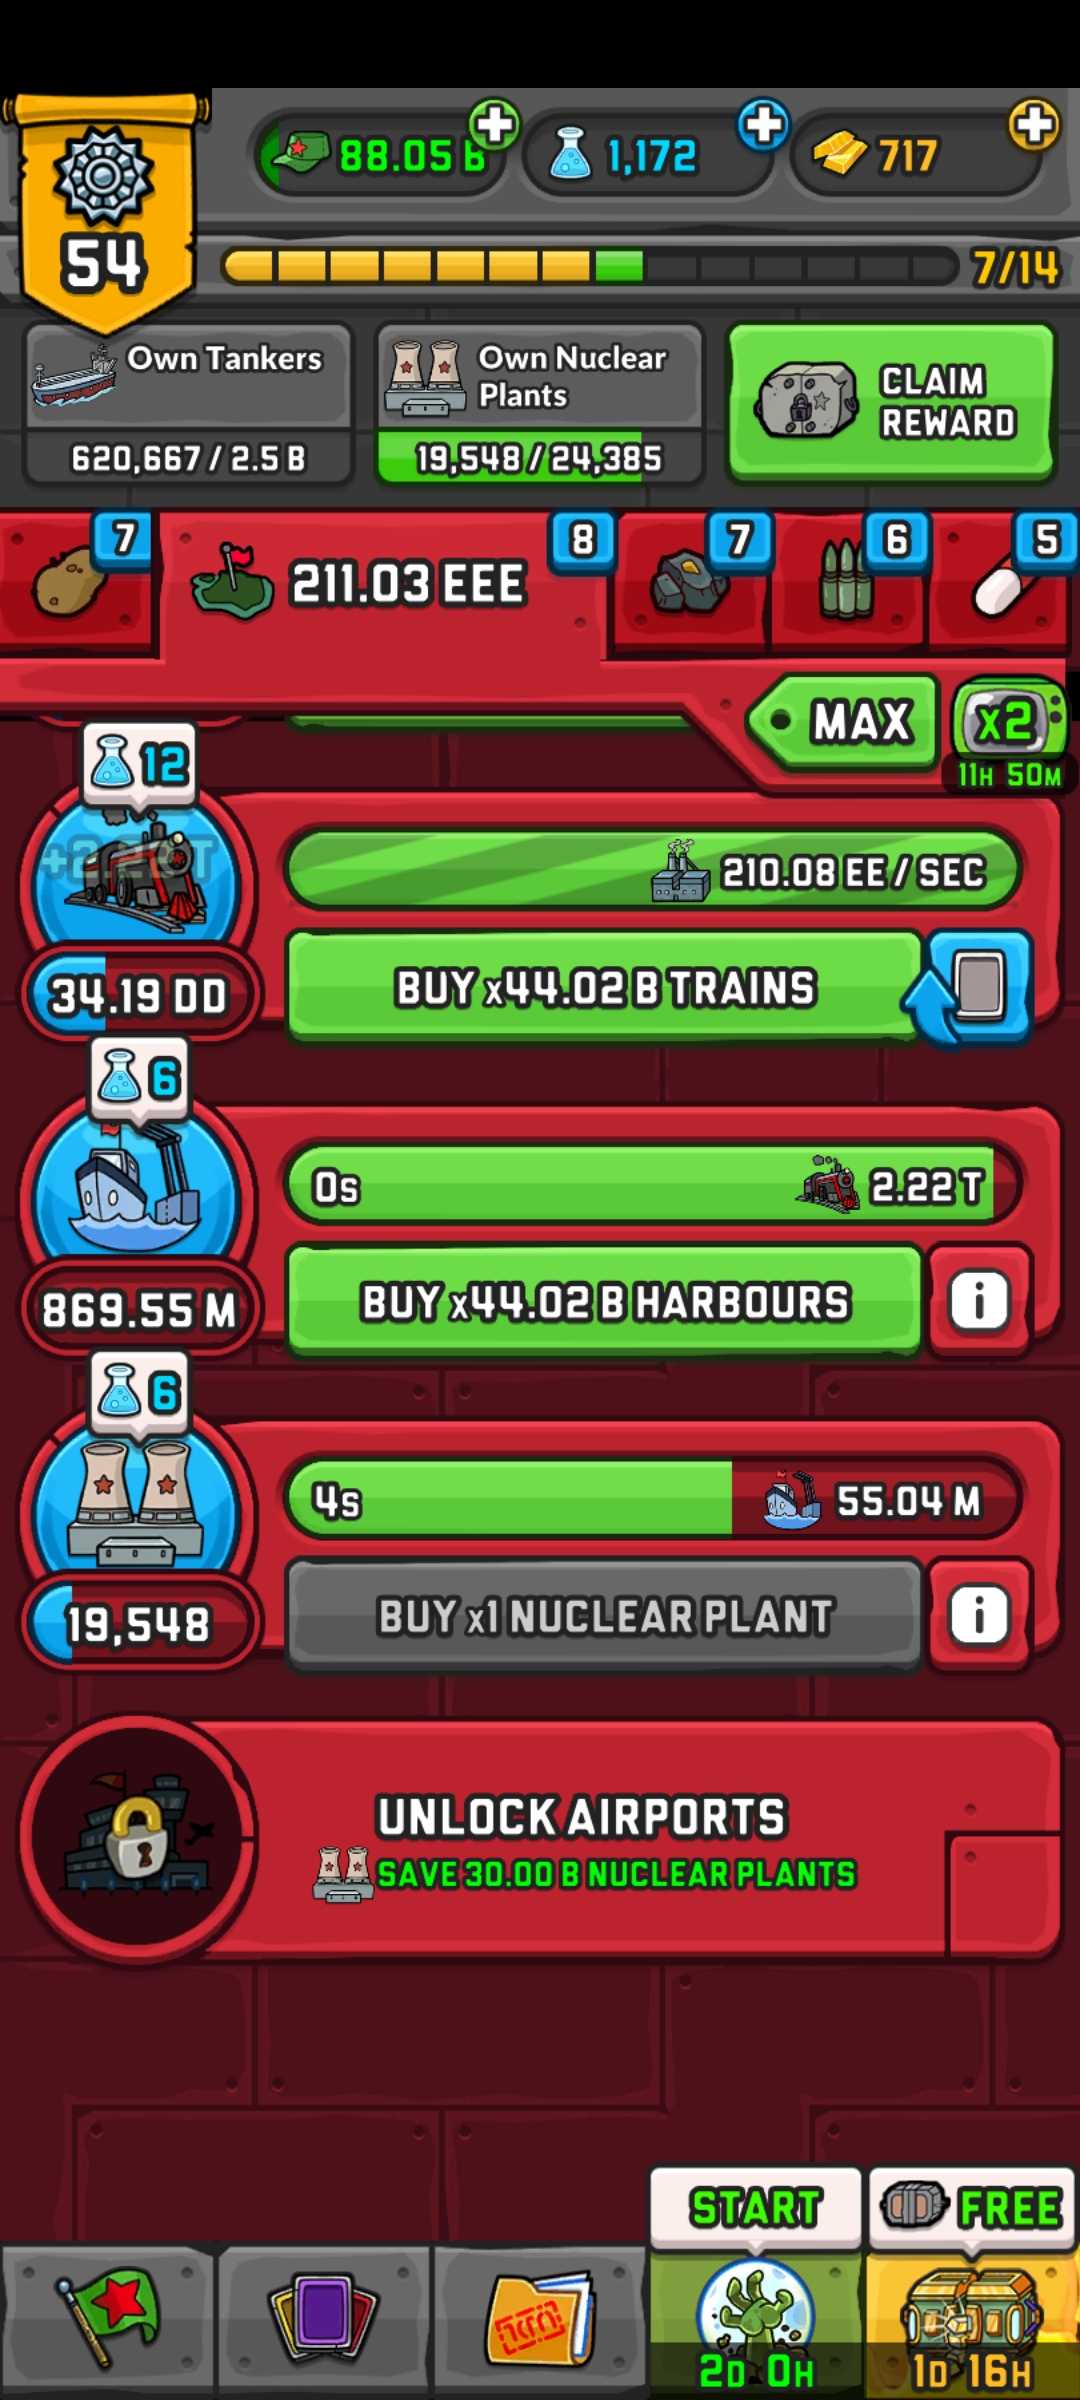 54
88.05 B
1,172
717
7/14
Own Tankers
620,667 / 2.5 B
Own Nuclear
Plants
19,548 / 24,385
CLAIM
REWARD
7
211.03 EEE
8
7
6
5
MAX
x2
11H 50M
12
210.08 EE / SEC
34.19 DD
BUY x44.02 B TRAINS
6
0s
2.22 T
869.55 M
BUY x44.02 B HARBOURS
6
4s
55.04 M
19,548
BUY x1 NUCLEAR PLANT
UNLOCK AIRPORTS
SAVE 30.00 B NUCLEAR PLANTS
START
FREE
2D 0H
1D 16H